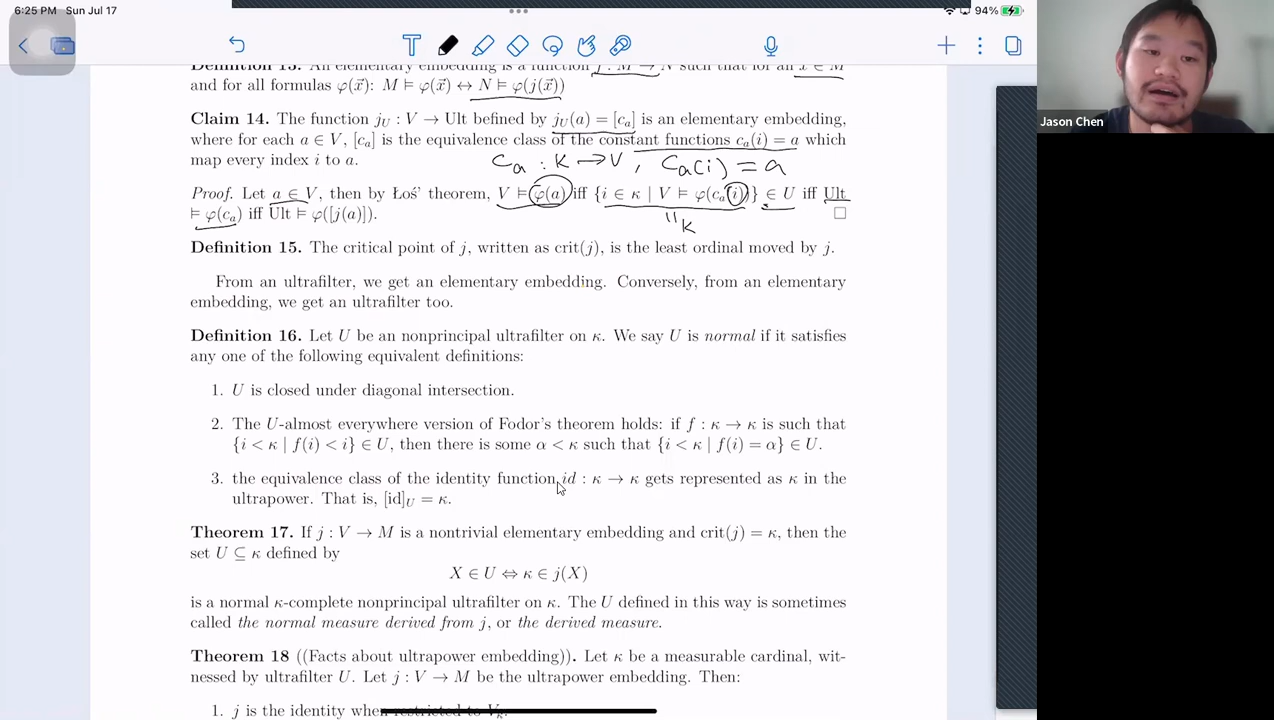 6:25 PM Sun Jul 17
94%
Jason Chen
Definition 13. An elementary embedding is a function j : M → N such that for all x⃗ ∈ M
and for all formulas φ(x⃗): M ⊨ φ(x⃗) ↔ N ⊨ φ(j(x⃗))
Claim 14. The function j_U : V → Ult befined by j_U(a) = [c_a] is an elementary embedding,
where for each a ∈ V, [c_a] is the equivalence class of the constant functions c_a(i) = a which
map every index i to a.
c_a : κ → V , c_a(i) = a
Proof. Let a ∈ V, then by Łoś' theorem, V ⊨ φ(a) iff {i ∈ κ | V ⊨ φ(c_a(i))} ∈ U iff Ult
⊨ φ(c_a) iff Ult ⊨ φ([j(a)]). □
" κ
Definition 15. The critical point of j, written as crit(j), is the least ordinal moved by j.
From an ultrafilter, we get an elementary embedding. Conversely, from an elementary
embedding, we get an ultrafilter too.
Definition 16. Let U be an nonprincipal ultrafilter on κ. We say U is normal if it satisfies
any one of the following equivalent definitions:
1. U is closed under diagonal intersection.
2. The U-almost everywhere version of Fodor's theorem holds: if f : κ → κ is such that
{i < κ | f(i) < i} ∈ U, then there is some α < κ such that {i < κ | f(i) = α} ∈ U.
3. the equivalence class of the identity function id : κ → κ gets represented as κ in the
ultrapower. That is, [id]_U = κ.
Theorem 17. If j : V → M is a nontrivial elementary embedding and crit(j) = κ, then the
set U ⊆ κ defined by
X ∈ U ⇔ κ ∈ j(X)
is a normal κ-complete nonprincipal ultrafilter on κ. The U defined in this way is sometimes
called the normal measure derived from j, or the derived measure.
Theorem 18 ((Facts about ultrapower embedding)). Let κ be a measurable cardinal, wit-
nessed by ultrafilter U. Let j : V → M be the ultrapower embedding. Then:
1. j is the identity when restricted to V_κ.